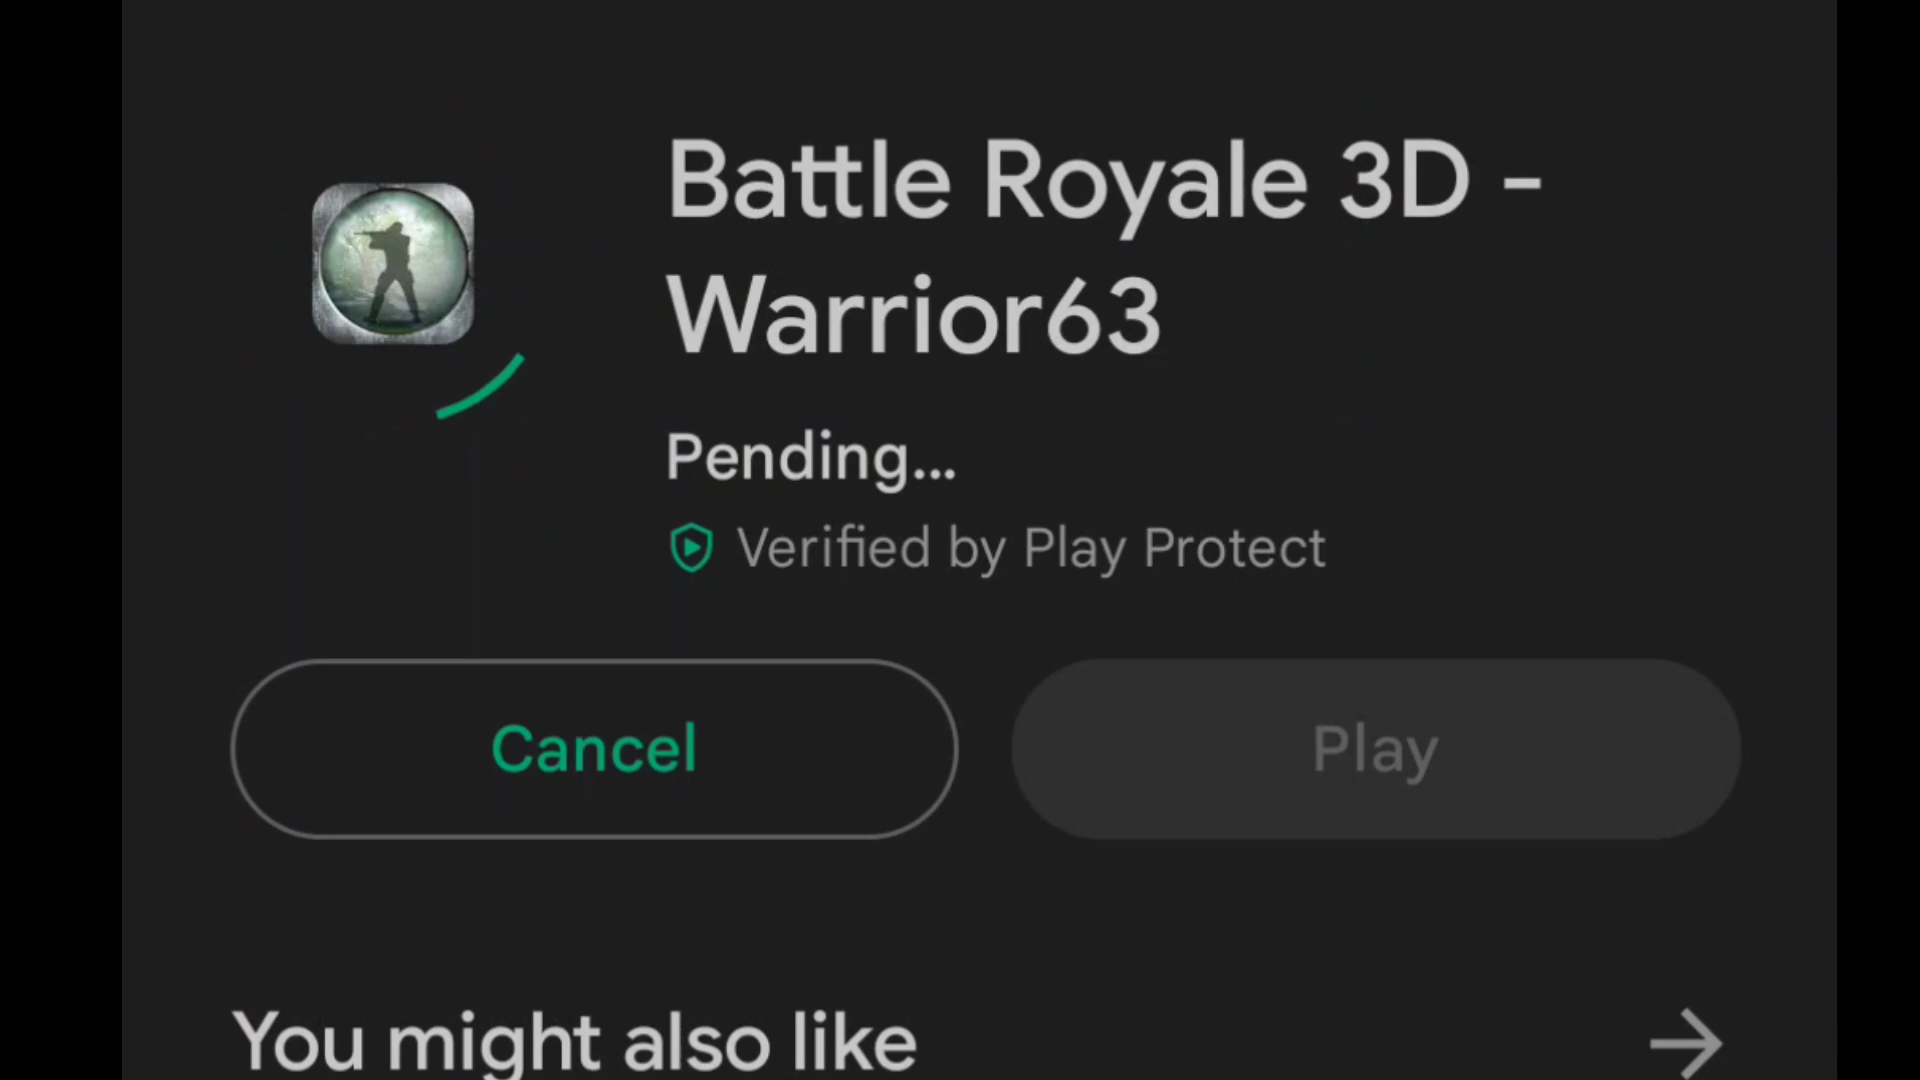 Battle Royale 3D -
Warrior63
Pending...
Verified by Play Protect
Cancel
Play
You might also like